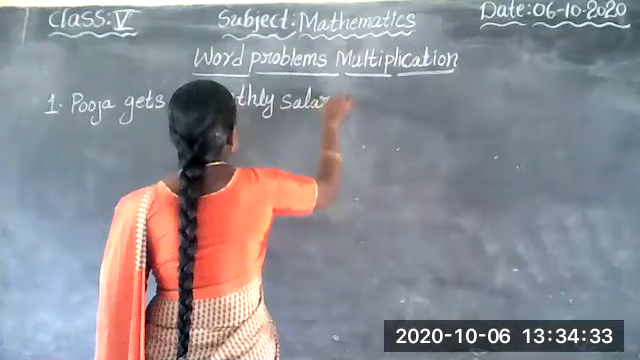 Class: V Subject: Mathematics Date: 06-10-2020
Word problems Multiplication
1. Pooja gets thly Sala
2020-10-06 13:34:33